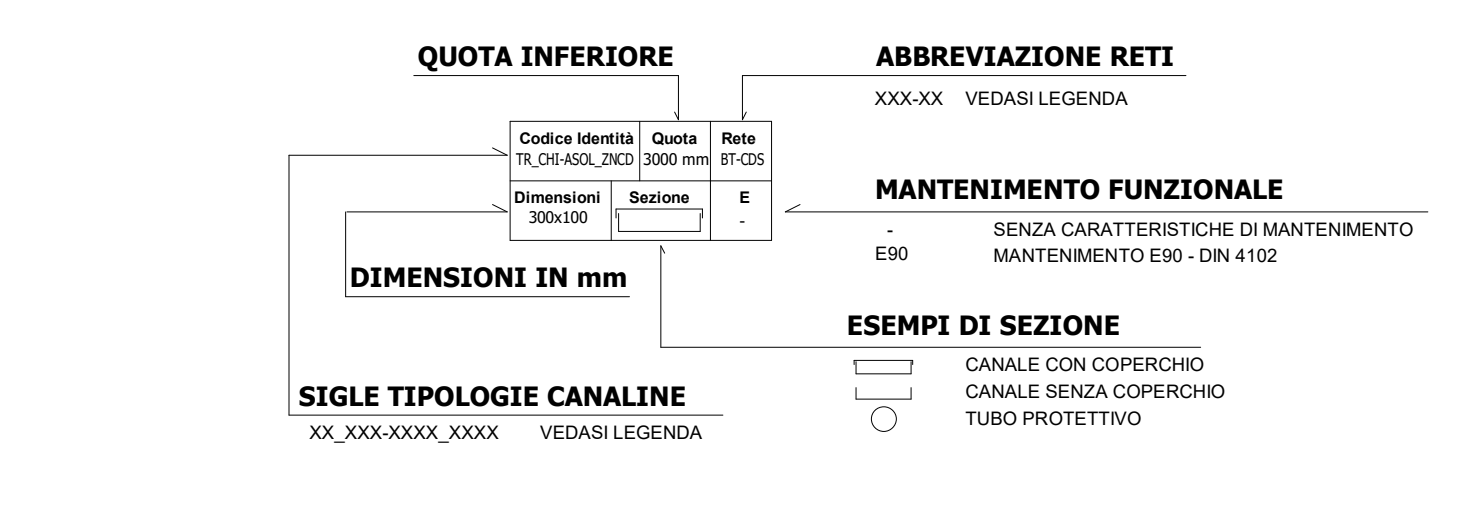 QUOTA INFERIORE
ABBREVIAZIONE RETI
XXX-XX VEDASI LEGENDA
Codice Identità Quota Rete
TR_CHI-ASOL_ZNCD 3000 mm BT-CDS
Dimensioni Sezione E
300x100 -
MANTENIMENTO FUNZIONALE
- SENZA CARATTERISTICHE DI MANTENIMENTO
E90 MANTENIMENTO E90 - DIN 4102
DIMENSIONI IN mm
ESEMPI DI SEZIONE
CANALE CON COPERCHIO
CANALE SENZA COPERCHIO
TUBO PROTETTIVO
SIGLE TIPOLOGIE CANALINE
XX_XXX-XXXX_XXXX VEDASI LEGENDA